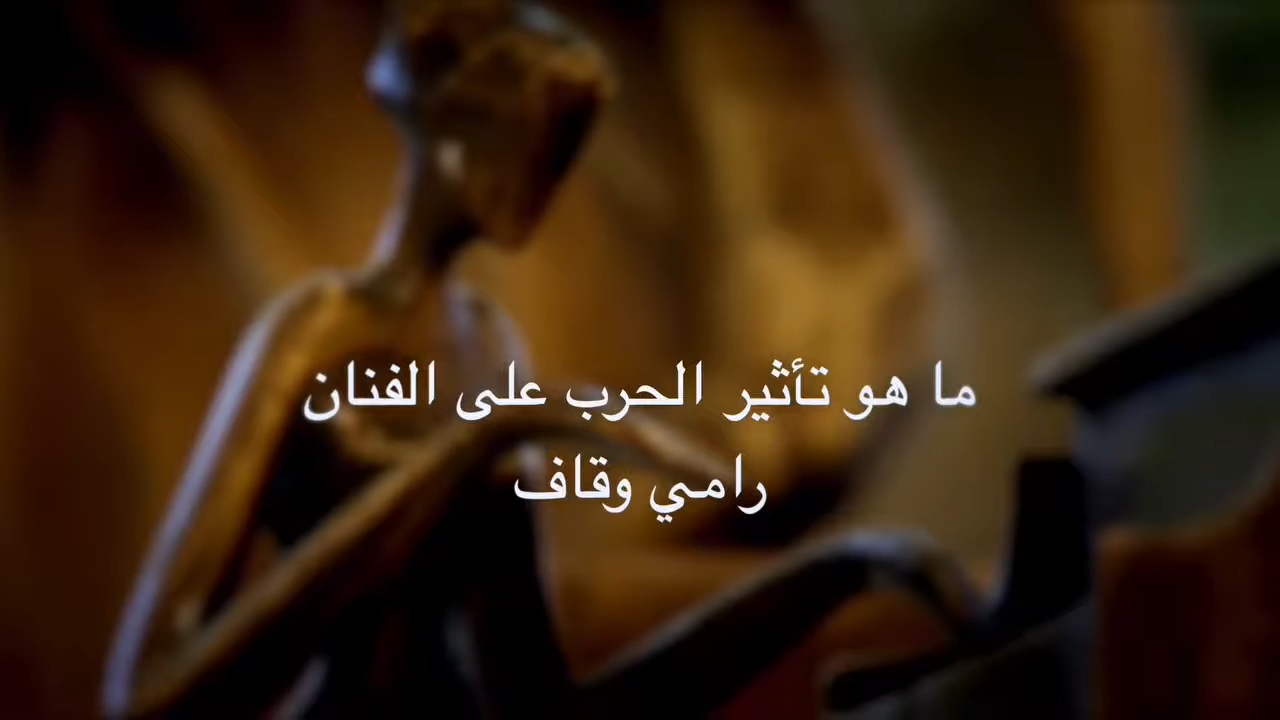 ما هو تأثير الحرب على الفنان
رامي وقاف